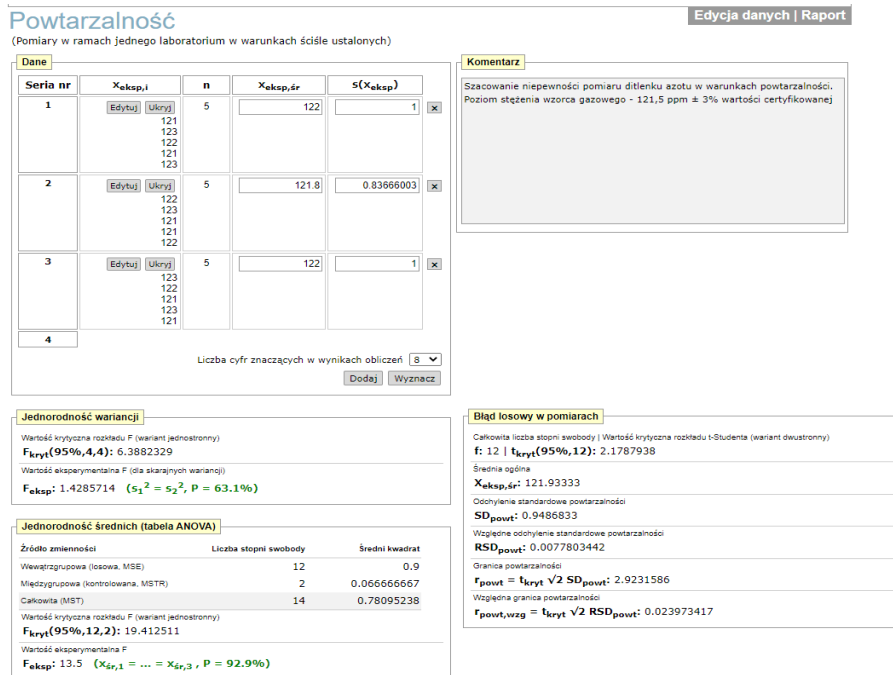 Powtarzalność
Edycja danych | Raport
(Pomiary w ramach jednego laboratorium w warunkach ściśle ustalonych)
Dane
Seria nr xeksp,i n xeksp,śr s(xeksp)
1 Edytuj Ukryj 5 122 1 x
121
123
122
121
123
2 Edytuj Ukryj 5 121.8 0.83666003 x
122
123
121
121
122
3 Edytuj Ukryj 5 122 1 x
123
122
121
123
121
4
Liczba cyfr znaczących w wynikach obliczeń 8
Dodaj Wyznacz
Komentarz
Szacowanie niepewności pomiaru ditlenku azotu w warunkach powtarzalności.
Poziom stężenia wzorca gazowego - 121,5 ppm ± 3% wartości certyfikowanej
Jednorodność wariancji
Wartość krytyczna rozkładu F (wariant jednostronny)
Fkryt(95%,4,4): 6.3882329
Wartość eksperymentalna F (dla skarajnych wariancji)
Feksp: 1.4285714 (s1² = s2², P = 63.1%)
Jednorodność średnich (tabela ANOVA)
Źródło zmienności Liczba stopni swobody Średni kwadrat
Wewątrzgrupowa (losowa, MSE) 12 0.9
Międzygrupowa (kontrolowana, MSTR) 2 0.066666667
Całkowita (MST) 14 0.78095238
Wartość krytyczna rozkładu F (wariant jednostronny)
Fkryt(95%,12,2): 19.412511
Wartość eksperymentalna F
Feksp: 13.5 (xśr,1 = ... = xśr,3 , P = 92.9%)
Błąd losowy w pomiarach
Całkowita liczba stopni swobody | Wartość krytyczna rozkładu t-Studenta (wariant dwustronny)
f: 12 | tkryt(95%,12): 2.1787938
Średnia ogólna
Xeksp,śr: 121.93333
Odchylenie standardowe powtarzalności
SDpowt: 0.9486833
Względne odchylenie standardowe powtarzalności
RSDpowt: 0.0077803442
Granica powtarzalności
rpowt = tkryt √2 SDpowt: 2.9231586
Względna granica powtarzalności
rpowt,wzg = tkryt √2 RSDpowt: 0.023973417